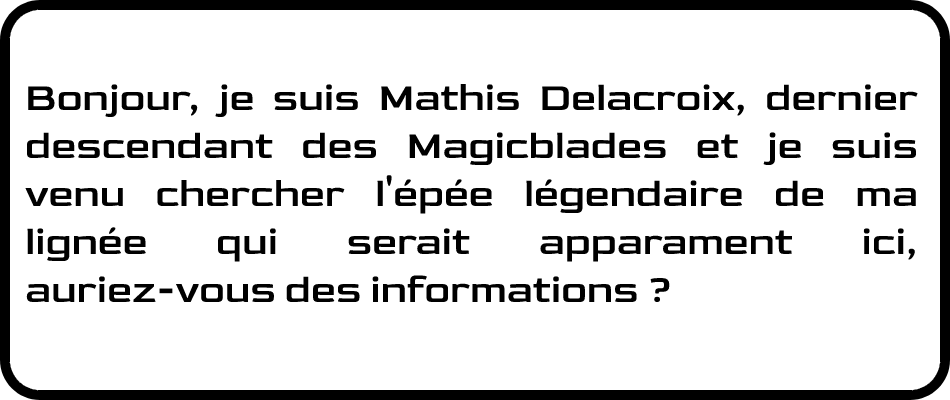 Bonjour, je suis Mathis Delacroix, dernier
descendant des Magicblades et je suis
venu chercher l'épée légendaire de ma
lignée qui serait apparament ici,
auriez-vous des informations ?